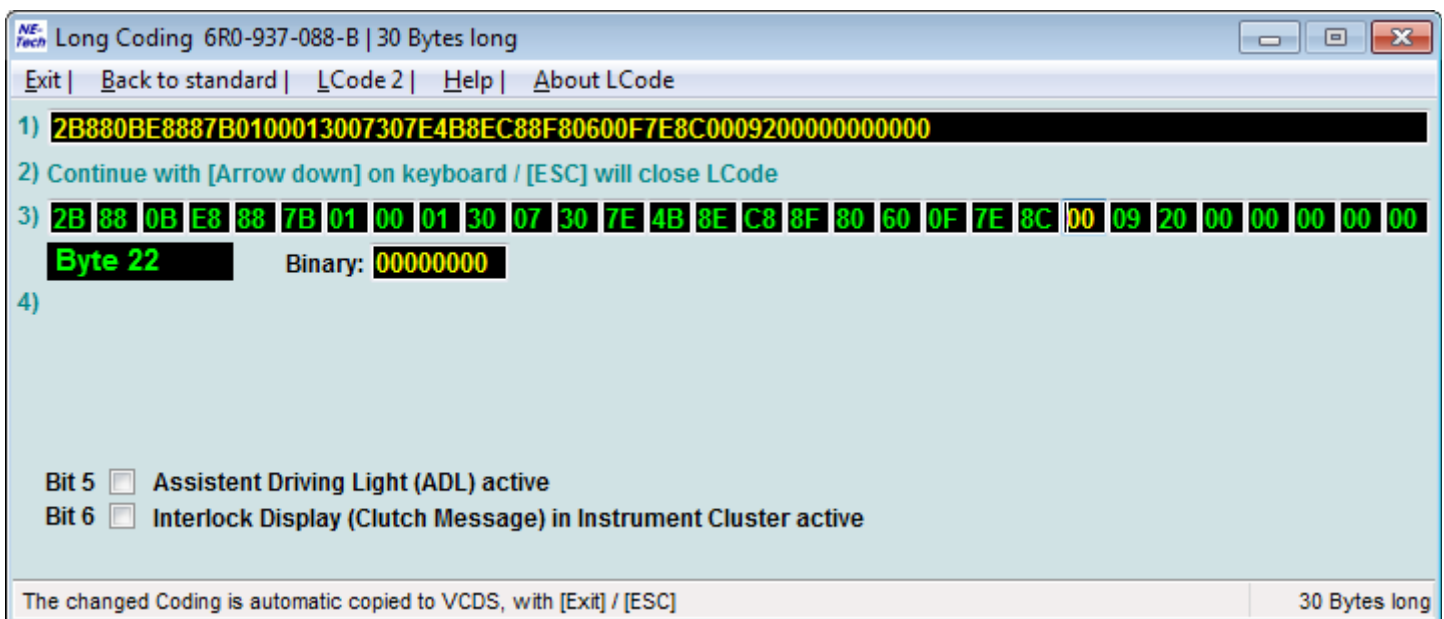 NE-Tech Long Coding 6R0-937-088-B | 30 Bytes long
Exit | Back to standard | LCode 2 | Help | About LCode
1) 2B880BE8887B0100013007307E4B8EC88F80600F7E8C0009200000000000
2) Continue with [Arrow down] on keyboard / [ESC] will close LCode
3) 2B 88 0B E8 88 7B 01 00 01 30 07 30 7E 4B 8E C8 8F 80 60 0F 7E 8C 00 09 20 00 00 00 00 00
Byte 22 Binary: 00000000
4)
Bit 5 Assistent Driving Light (ADL) active
Bit 6 Interlock Display (Clutch Message) in Instrument Cluster active
The changed Coding is automatic copied to VCDS, with [Exit] / [ESC] 30 Bytes long